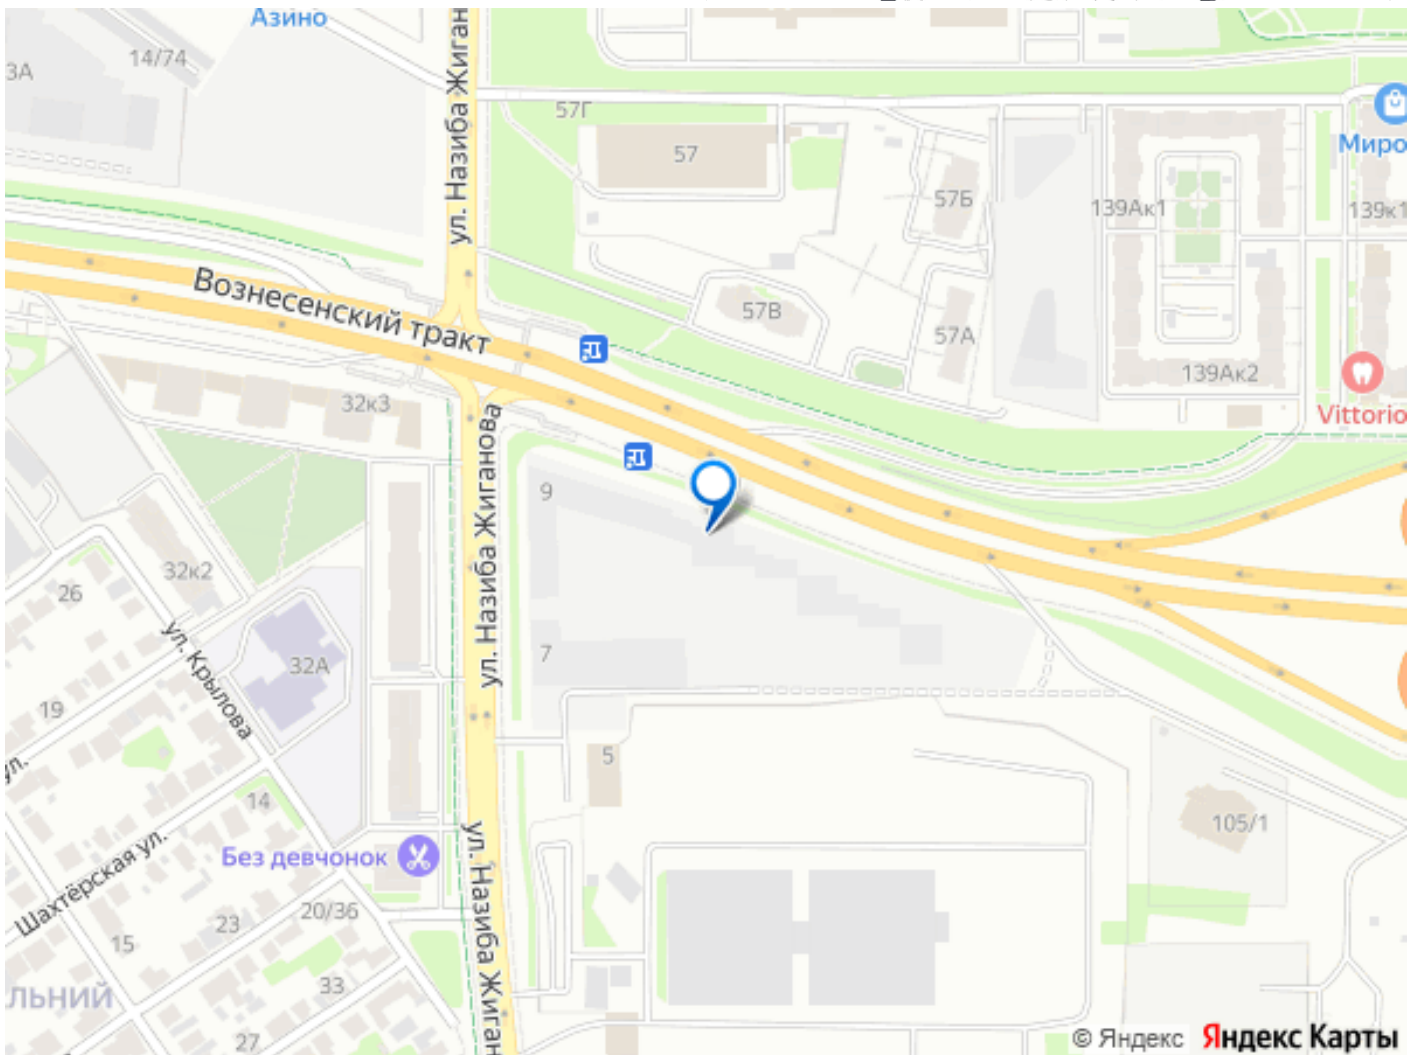 Азино
14/74
3А
ул. Назиба Жиган
57Г
57
57Б
139Ак1
Миро
139к1
Вознесенский тракт
57В
57А
139Ак2
Vittorio
32к3
ул. Назиба Жиганова
9
32к2
26
7
32А
ул. Крылова
19
ул.
5
14
105/1
Без девчонок
Шахтёрская ул.
ул. Назиба Жиган
20/36
23
15
33
ЛЬНИЙ
27
© Яндекс Яндекс Карты